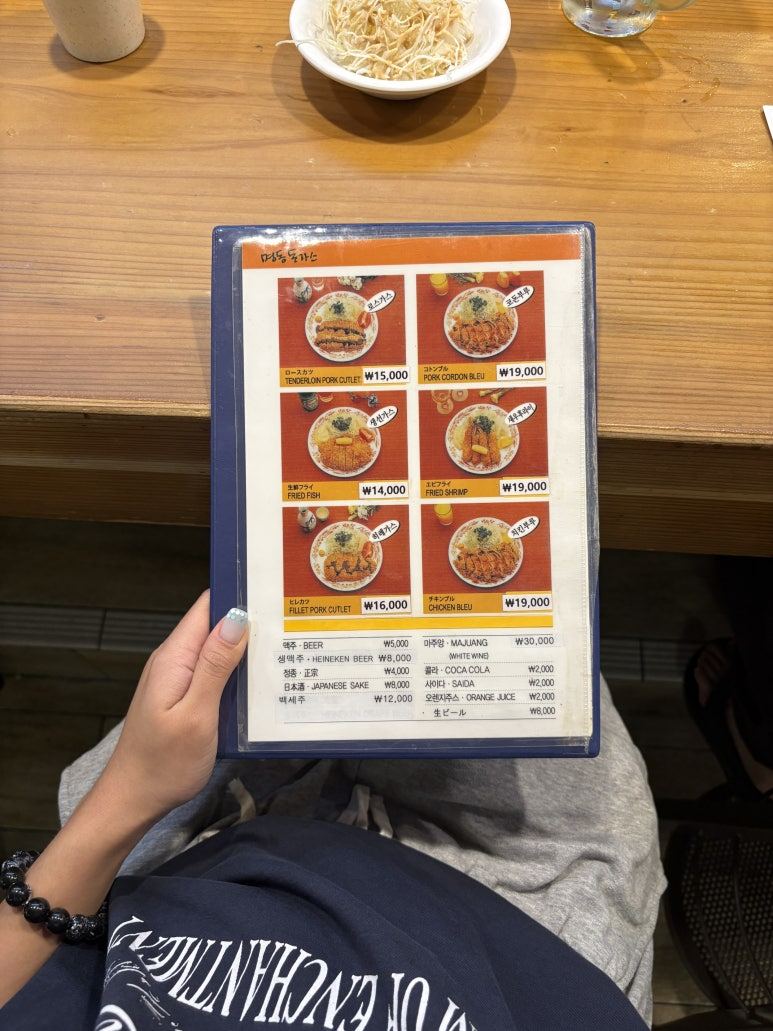 명동돈가스
로스가스
코돈부루
ロースカツ
TENDERLOIN PORK CUTLET ₩15,000
コトンブル
PORK CORDON BLEU ₩19,000
생선가스
새우후라이
生鮮フライ
FRIED FISH ₩14,000
エビフライ
FRIED SHRIMP ₩19,000
히레가스
치킨부루
ヒレカツ
FILLET PORK CUTLET ₩16,000
チキンブル
CHICKEN BLEU ₩19,000
맥주 · BEER ₩5,000
생맥주 · HEINEKEN BEER ₩8,000
정종 · 正宗 ₩4,000
日本酒 · JAPANESE SAKE ₩8,000
백세주 ₩12,000
마주앙 · MAJUANG ₩30,000
(WHITE WINE)
콜라 · COCA COLA ₩2,000
사이다 · SAIDA ₩2,000
오렌지주스 · ORANGE JUICE ₩2,000
· 生ビール ₩8,000
OF ENCHANTMEN